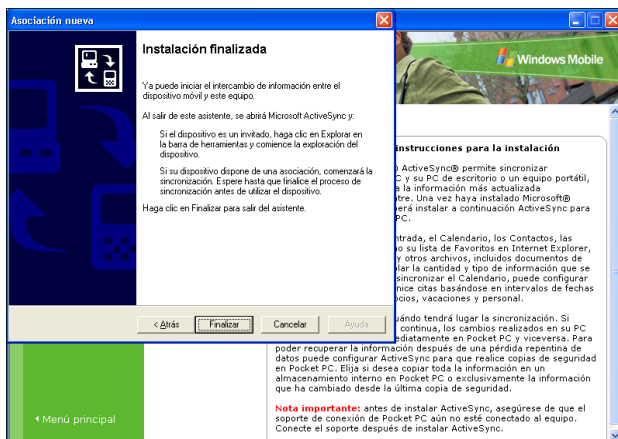 Asociación nueva
Instalación finalizada
Ya puede iniciar el intercambio de información entre el
dispositivo móvil y este equipo.
Al salir de este asistente, se abrirá Microsoft ActiveSync y:
Si el dispositivo es un invitado, haga clic en Explorar en
la barra de herramientas y comience la exploración del
dispositivo.
Si su dispositivo dispone de una asociación, comenzará la
sincronización. Espere hasta que finalice el proceso de
sincronización antes de utilizar el dispositivo.
Haga clic en Finalizar para salir del asistente.
< Atrás
Finalizar
Cancelar
Ayuda
Windows Mobile
instrucciones para la instalación
ActiveSync® permite sincronizar
C y su PC de escritorio o un equipo portátil,
a la información más actualizada
tre. Una vez haya instalado Microsoft®
erá instalar a continuación ActiveSync para
PC.
ntrada, el Calendario, los Contactos, las
o su lista de Favoritos en Internet Explorer,
y otros archivos, incluidos documentos de
lar la cantidad y tipo de información que se
sincronizar el Calendario, puede configurar
nice citas basándose en intervalos de fechas
ocios, vacaciones y personal.
uándo tendrá lugar la sincronización. Si
continua, los cambios realizados en su PC
ediatamente en Pocket PC y viceversa. Para
poder recuperar la información después de una pérdida repentina de
datos puede configurar ActiveSync para que realice copias de seguridad
en Pocket PC. Elija si desea copiar toda la información en un
almacenamiento interno en Pocket PC o exclusivamente la información
que ha cambiado desde la última copia de seguridad.
Nota importante: antes de instalar ActiveSync, asegúrese de que el
soporte de conexión de Pocket PC aún no esté conectado al equipo.
Conecte el soporte después de instalar ActiveSync.
Menú principal